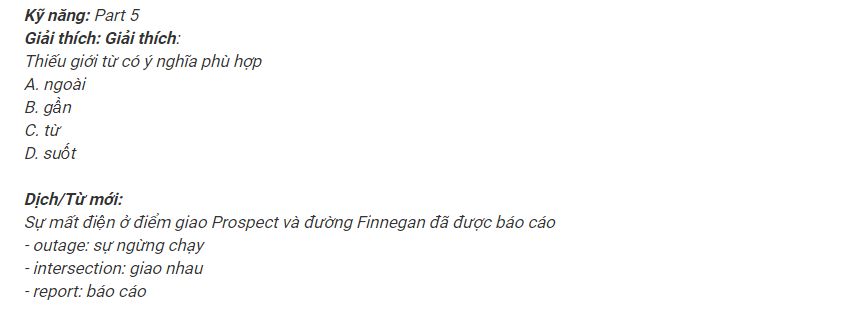 Kỹ năng: Part 5
Giải thích: Giải thích:
Thiếu giới từ có ý nghĩa phù hợp
A. ngoài
B. gần
C. từ
D. suốt
Dịch/Từ mới:
Sự mất điện ở điểm giao Prospect và đường Finnegan đã được báo cáo
- outage: sự ngừng chạy
- intersection: giao nhau
- report: báo cáo